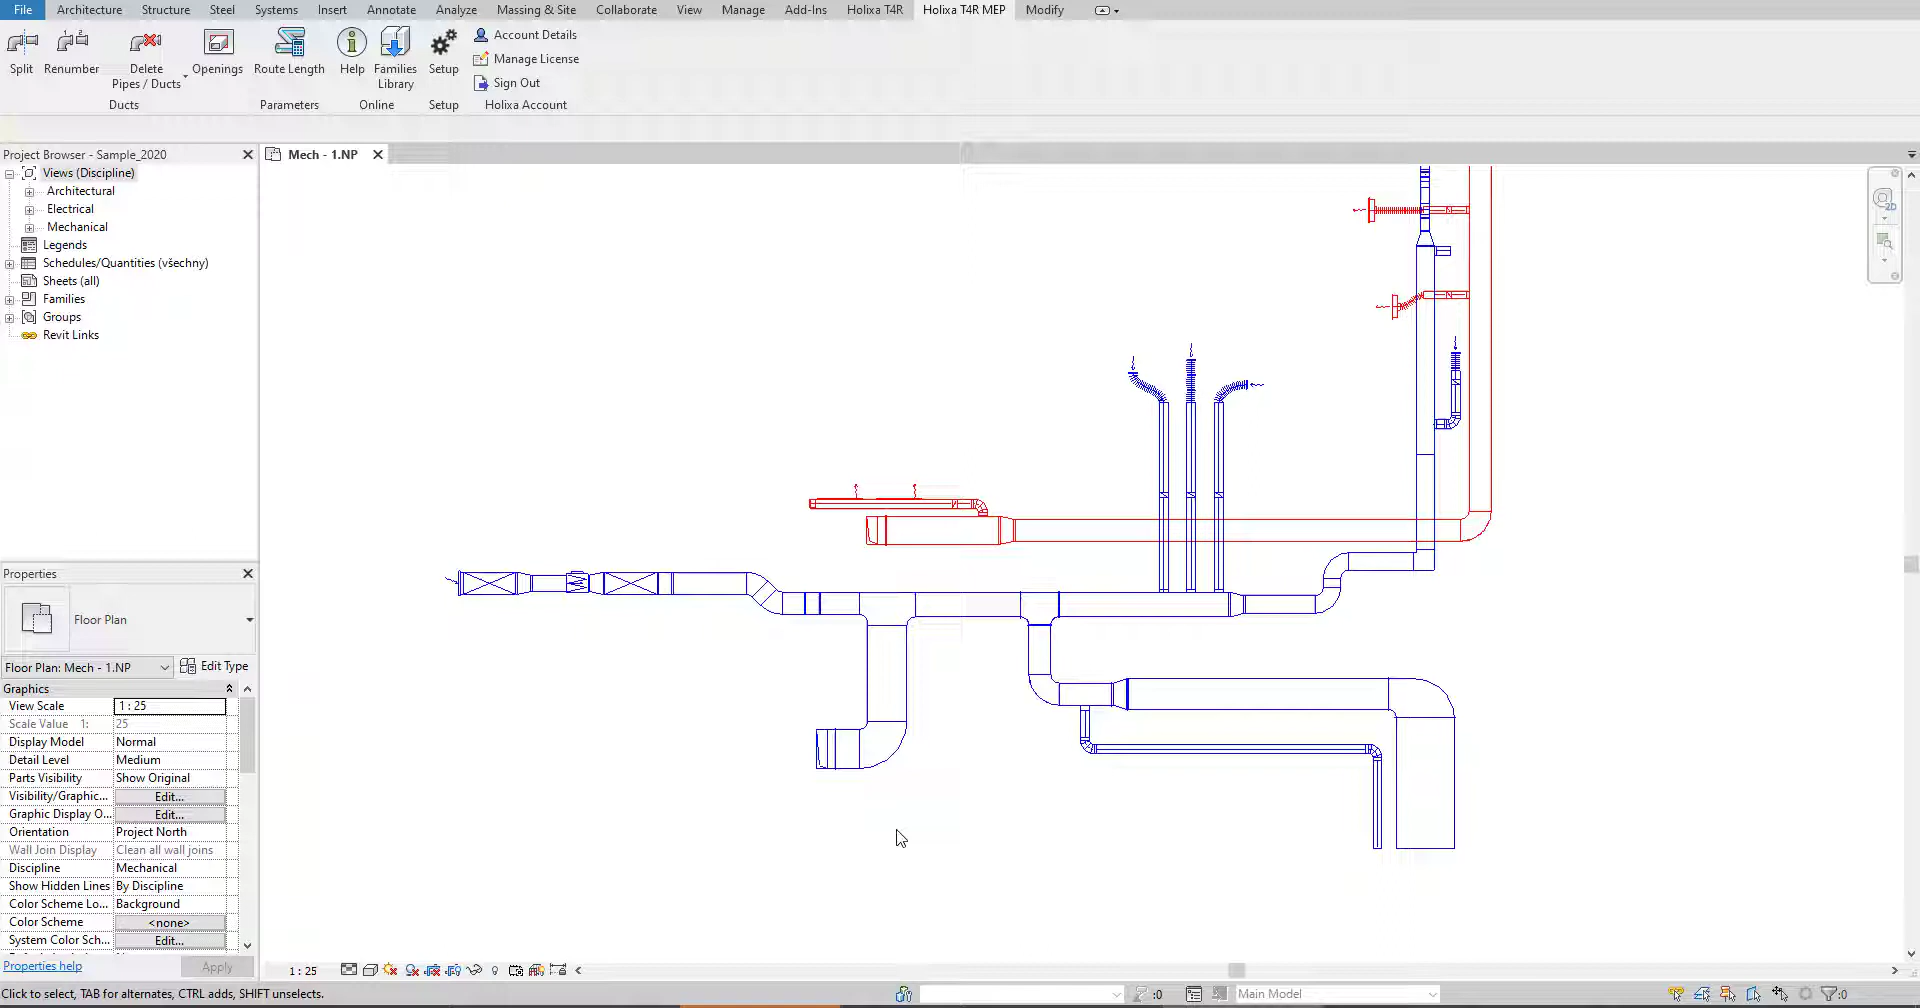 File Architecture Structure Steel Systems Insert Annotate Analyze Massing & Site Collaborate View Manage Add-Ins Holixa T4R Holixa T4R MEP Modify
Split Renumber Delete Pipes / Ducts Openings Route Length Help Families Library Setup
Account Details
Manage License
Sign Out
Ducts Parameters Online Setup Holixa Account
Project Browser - Sample_2020
Mech - 1.NP
Views (Discipline)
Architectural
Electrical
Mechanical
Legends
Schedules/Quantities (všechny)
Sheets (all)
Families
Groups
Revit Links
2D
Properties
Floor Plan
Floor Plan: Mech - 1.NP Edit Type
Graphics
View Scale 1 : 25
Scale Value 1: 25
Display Model Normal
Detail Level Medium
Parts Visibility Show Original
Visibility/Graphic... Edit...
Graphic Display O... Edit...
Orientation Project North
Wall Join Display Clean all wall joins
Discipline Mechanical
Show Hidden Lines By Discipline
Color Scheme Lo... Background
Color Scheme <none>
System Color Sch... Edit...
Properties help Apply
1 : 25
Click to select, TAB for alternates, CTRL adds, SHIFT unselects. :0 Main Model :0